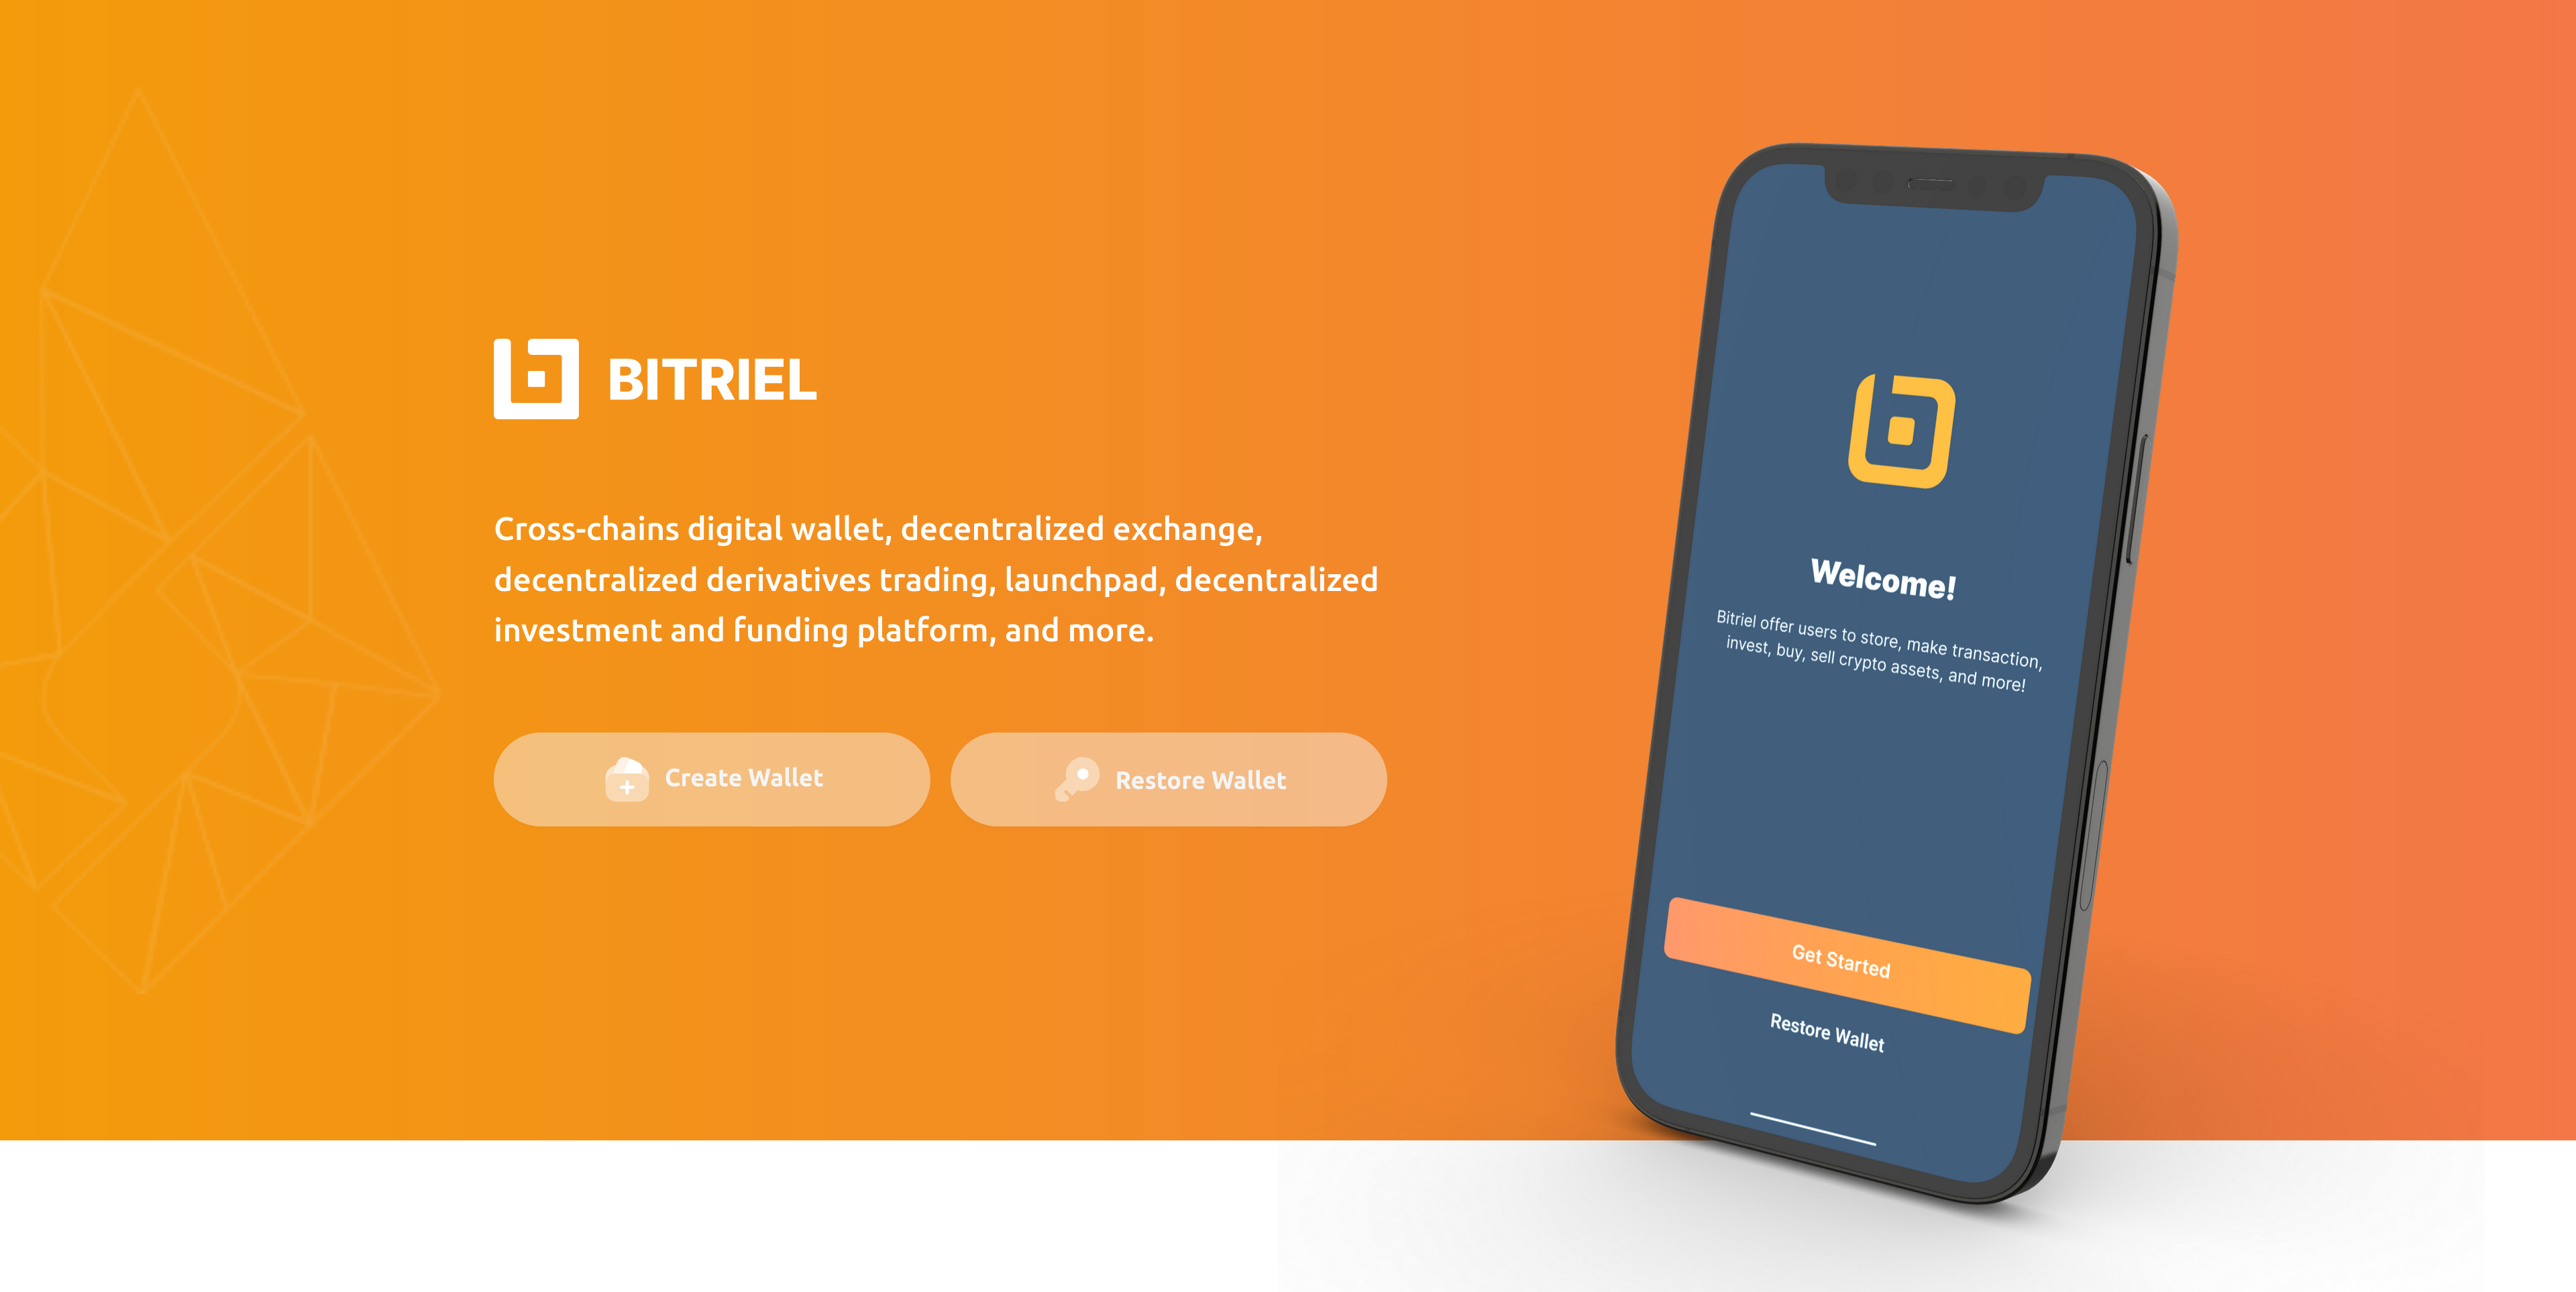 BITRIEL
Cross-chains digital wallet, decentralized exchange,
decentralized derivatives trading, launchpad, decentralized
investment and funding platform, and more.
Create Wallet
Restore Wallet
Welcome!
Bitriel offer users to store, make transaction,
invest, buy, sell crypto assets, and more!
Get Started
Restore Wallet